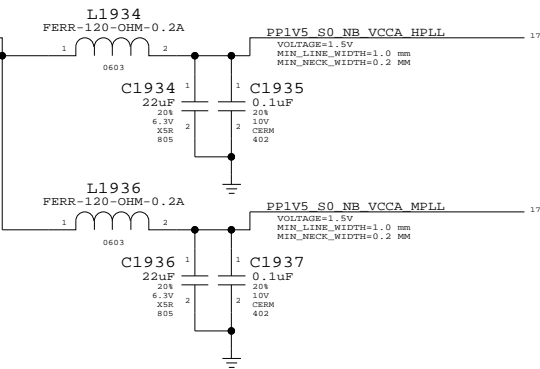 L1934
FERR-120-OHM-0.2A
1 2
0603
PP1V5_S0_NB_VCCA_HPLL 17
VOLTAGE=1.5V
MIN_LINE_WIDTH=1.0 mm
MIN_NECK_WIDTH=0.2 MM
C1934
22uF
20%
6.3V
X5R
805
1
2
C1935
0.1uF
20%
10V
CERM
402
1
2
L1936
FERR-120-OHM-0.2A
1 2
0603
PP1V5_S0_NB_VCCA_MPLL 17
VOLTAGE=1.5V
MIN_LINE_WIDTH=1.0 mm
MIN_NECK_WIDTH=0.2 MM
C1936
22uF
20%
6.3V
X5R
805
1
2
C1937
0.1uF
20%
10V
CERM
402
1
2